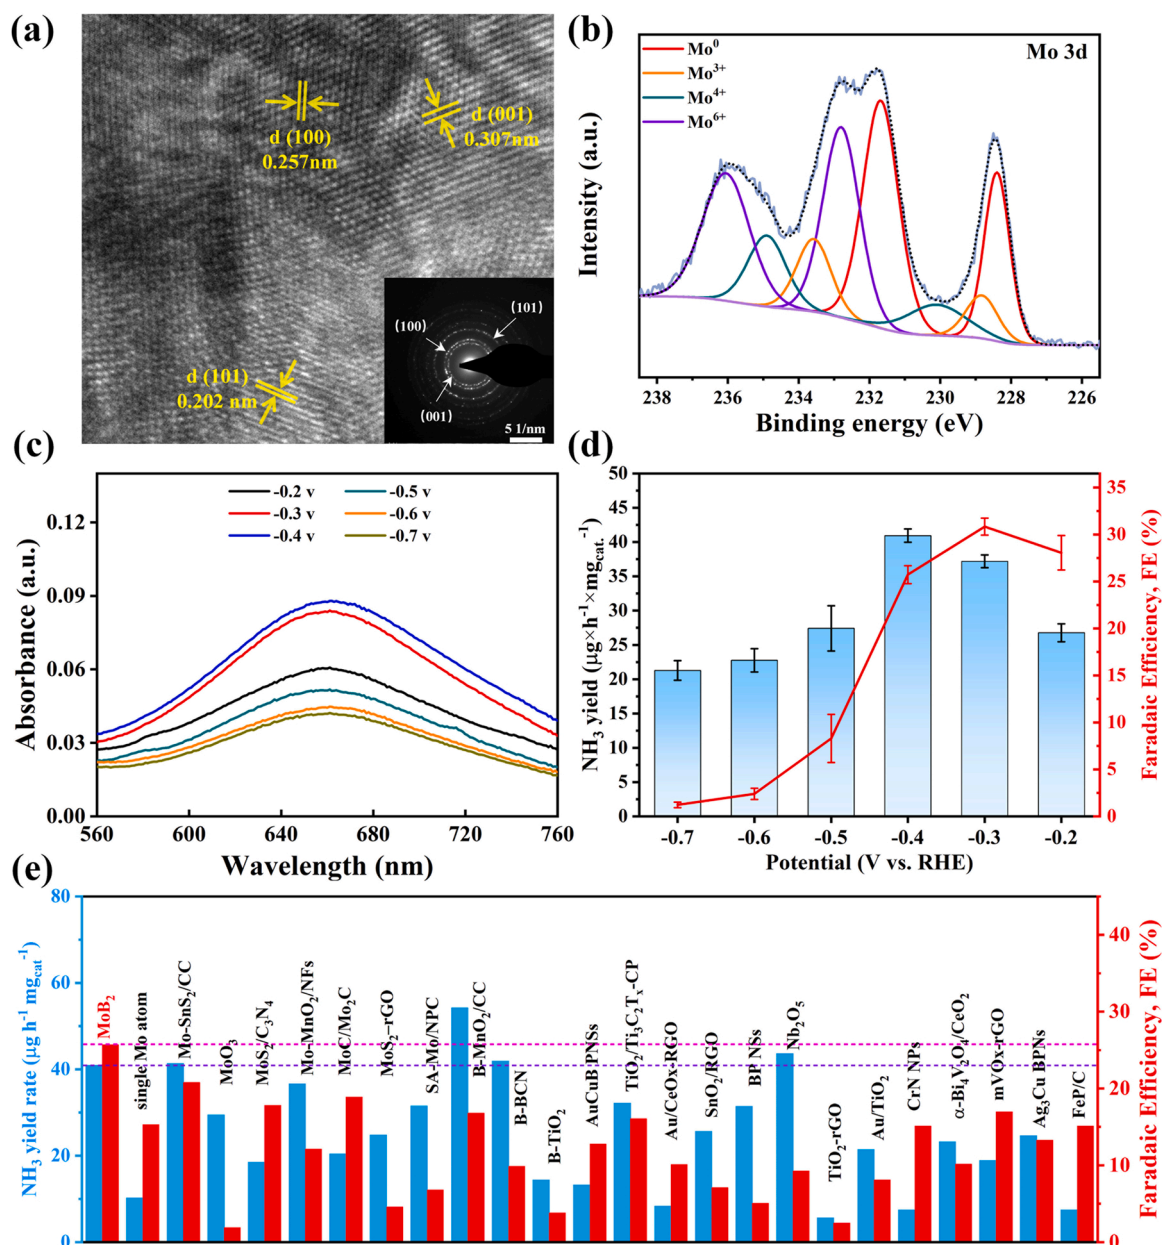 (a)
d (100)
0.257nm
d (001)
0.307nm
d (101)
0.202 nm
(100)
(101)
(001)
5 1/nm
(b)
Mo⁰
Mo³⁺
Mo⁴⁺
Mo⁶⁺
Mo 3d
Intensity (a.u.)
238 236 234 232 230 228 226
Binding energy (eV)
(c)
-0.2 v
-0.3 v
-0.4 v
-0.5 v
-0.6 v
-0.7 v
Absorbance (a.u.)
0.12
0.09
0.06
0.03
0.00
560 600 640 680 720 760
Wavelength (nm)
(d)
NH₃ yield (μg×h⁻¹×mg_cat.⁻¹)
50
45
40
35
30
25
20
15
10
5
0
-0.7 -0.6 -0.5 -0.4 -0.3 -0.2
Potential (V vs. RHE)
35
30
25
20
15
10
5
0
Faradaic Efficiency, FE (%)
(e)
NH₃ yield rate (μg h⁻¹ mg_cat⁻¹)
80
60
40
20
0
MoB₂
single Mo atom
Mo-SnS₂/CC
MoO₃
MoS₂/C₃N₄
Mo-MnO₂/NFs
MoC/Mo₂C
MoS₂–rGO
SA-Mo/NPC
B-MnO₂/CC
B-BCN
B-TiO₂
AuCuBPNSs
TiO₂/Ti₃C₂Tₓ-CP
Au/CeOx-RGO
SnO₂/RGO
BP NSs
Nb₂O₅
TiO₂-rGO
Au/TiO₂
CrN NPs
α-Bi₄V₂O₄/CeO₂
mVOx-rGO
Ag₃Cu BPNs
FeP/C
40
30
20
10
0
Faradaic Efficiency, FE (%)